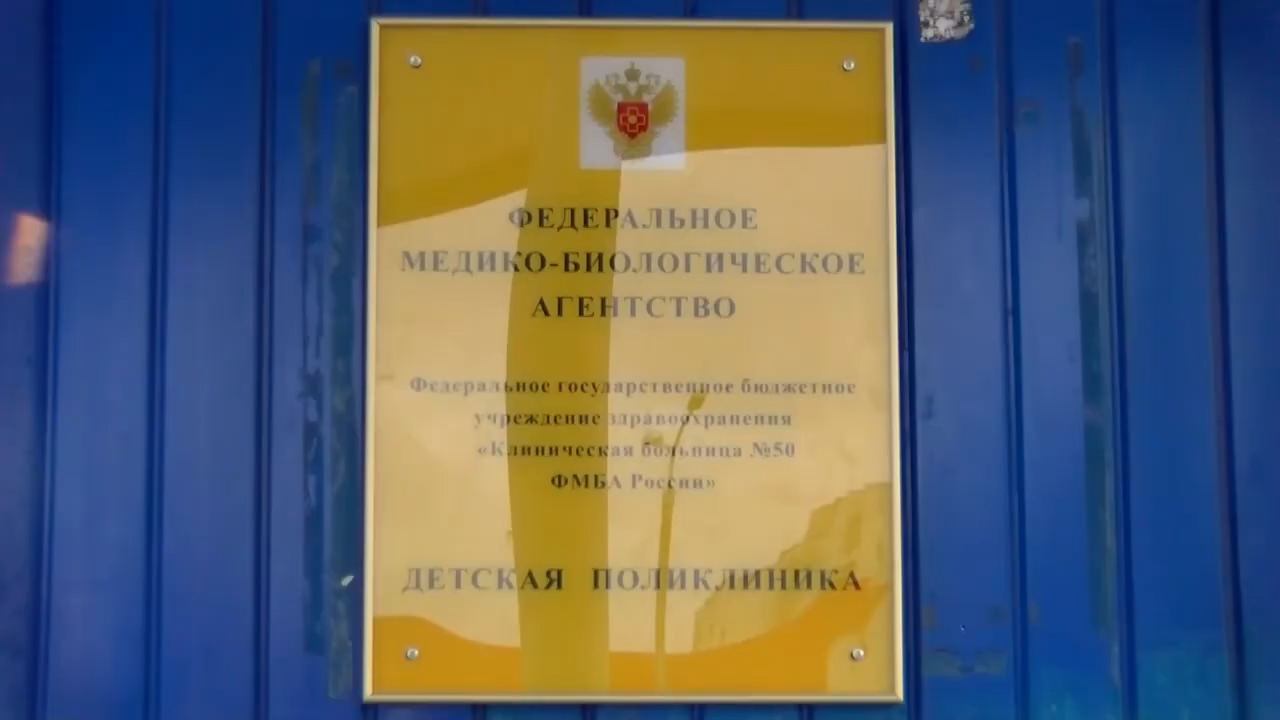 ФЕДЕРАЛЬНОЕ
МЕДИКО-БИОЛОГИЧЕСКОЕ
АГЕНТСТВО
Федеральное государственное бюджетное
учреждение здравоохранения
«Клиническая больница №50
ФМБА России»
ДЕТСКАЯ ПОЛИКЛИНИКА